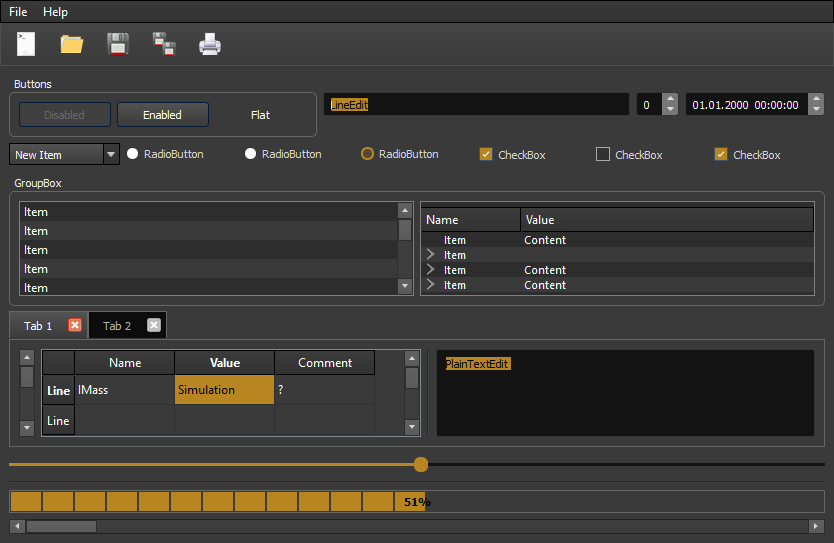 File Help
Buttons
Disabled Enabled Flat LineEdit 0 01.01.2000 00:00:00
New Item RadioButton RadioButton RadioButton CheckBox CheckBox CheckBox
GroupBox
Item
Item
Item
Item
Item
Name Value
Item Content
Item
Item Content
Item Content
Tab 1 Tab 2
Name Value Comment
Line IMass Simulation ?
Line
PlainTextEdit
51%